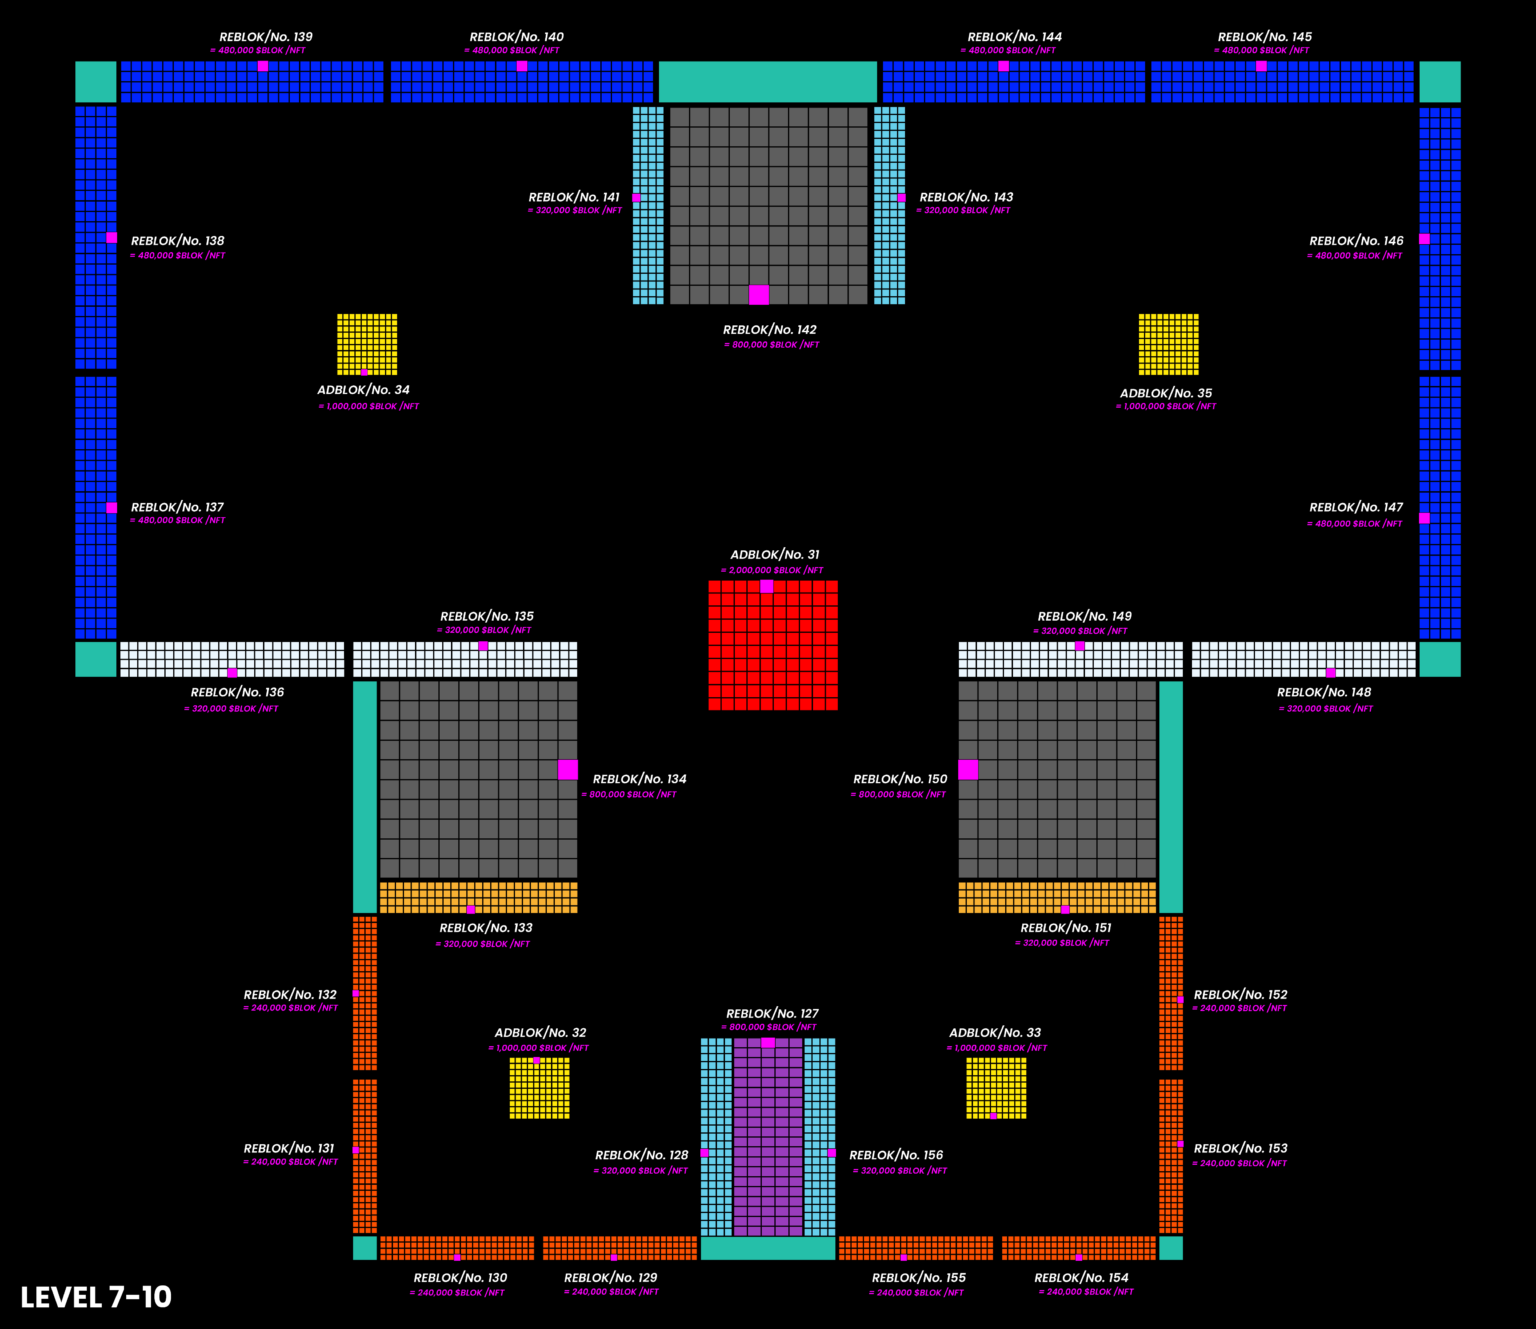 REBLOK/No. 139
= 480,000 $BLOK /NFT
REBLOK/No. 140
= 480,000 $BLOK /NFT
REBLOK/No. 144
= 480,000 $BLOK /NFT
REBLOK/No. 145
= 480,000 $BLOK /NFT
REBLOK/No. 141
= 320,000 $BLOK /NFT
REBLOK/No. 143
= 320,000 $BLOK /NFT
REBLOK/No. 138
= 480,000 $BLOK /NFT
REBLOK/No. 146
= 480,000 $BLOK /NFT
REBLOK/No. 142
= 800,000 $BLOK /NFT
ADBLOK/No. 34
= 1,000,000 $BLOK /NFT
ADBLOK/No. 35
= 1,000,000 $BLOK /NFT
REBLOK/No. 137
= 480,000 $BLOK /NFT
REBLOK/No. 147
= 480,000 $BLOK /NFT
ADBLOK/No. 31
= 2,000,000 $BLOK /NFT
REBLOK/No. 135
= 320,000 $BLOK /NFT
REBLOK/No. 149
= 320,000 $BLOK /NFT
REBLOK/No. 136
= 320,000 $BLOK /NFT
REBLOK/No. 148
= 320,000 $BLOK /NFT
REBLOK/No. 134
= 800,000 $BLOK /NFT
REBLOK/No. 150
= 800,000 $BLOK /NFT
REBLOK/No. 133
= 320,000 $BLOK /NFT
REBLOK/No. 151
= 320,000 $BLOK /NFT
REBLOK/No. 132
= 240,000 $BLOK /NFT
REBLOK/No. 152
= 240,000 $BLOK /NFT
REBLOK/No. 127
= 800,000 $BLOK /NFT
ADBLOK/No. 32
= 1,000,000 $BLOK /NFT
ADBLOK/No. 33
= 1,000,000 $BLOK /NFT
REBLOK/No. 131
= 240,000 $BLOK /NFT
REBLOK/No. 128
= 320,000 $BLOK /NFT
REBLOK/No. 156
= 320,000 $BLOK /NFT
REBLOK/No. 153
= 240,000 $BLOK /NFT
REBLOK/No. 130
= 240,000 $BLOK /NFT
REBLOK/No. 129
= 240,000 $BLOK /NFT
REBLOK/No. 155
= 240,000 $BLOK /NFT
REBLOK/No. 154
= 240,000 $BLOK /NFT
LEVEL 7-10